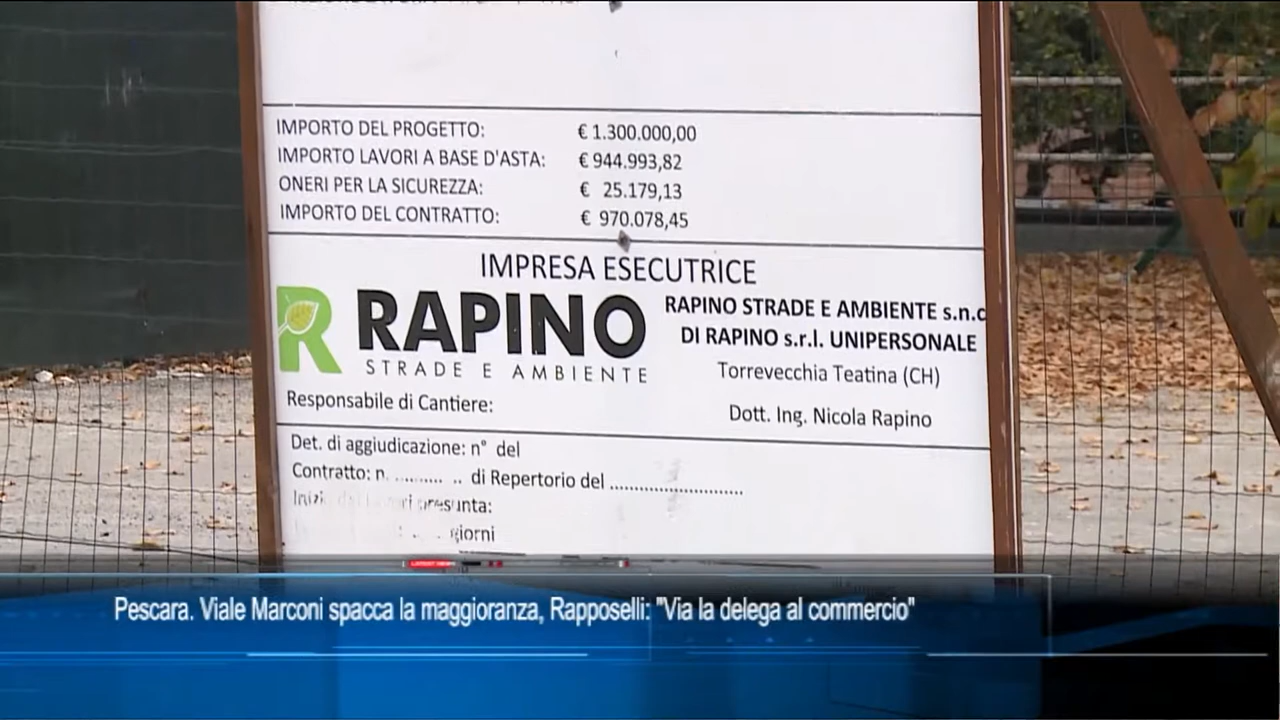 IMPORTO DEL PROGETTO: € 1.300.000,00
IMPORTO LAVORI A BASE D'ASTA: € 944.993,82
ONERI PER LA SICUREZZA: € 25.179,13
IMPORTO DEL CONTRATTO: € 970.078,45
IMPRESA ESECUTRICE
RAPINO
STRADE E AMBIENTE
RAPINO STRADE E AMBIENTE s.n.c
DI RAPINO s.r.l. UNIPERSONALE
Torrevecchia Teatina (CH)
Responsabile di Cantiere: Dott. Ing. Nicola Rapino
Det. di aggiudicazione: n° del
Contratto: n. .......... .. di Repertorio del ..............................
presunta:
giorni
LATEST NEWS
Pescara. Viale Marconi spacca la maggioranza, Rapposelli: "Via la delega al commercio"